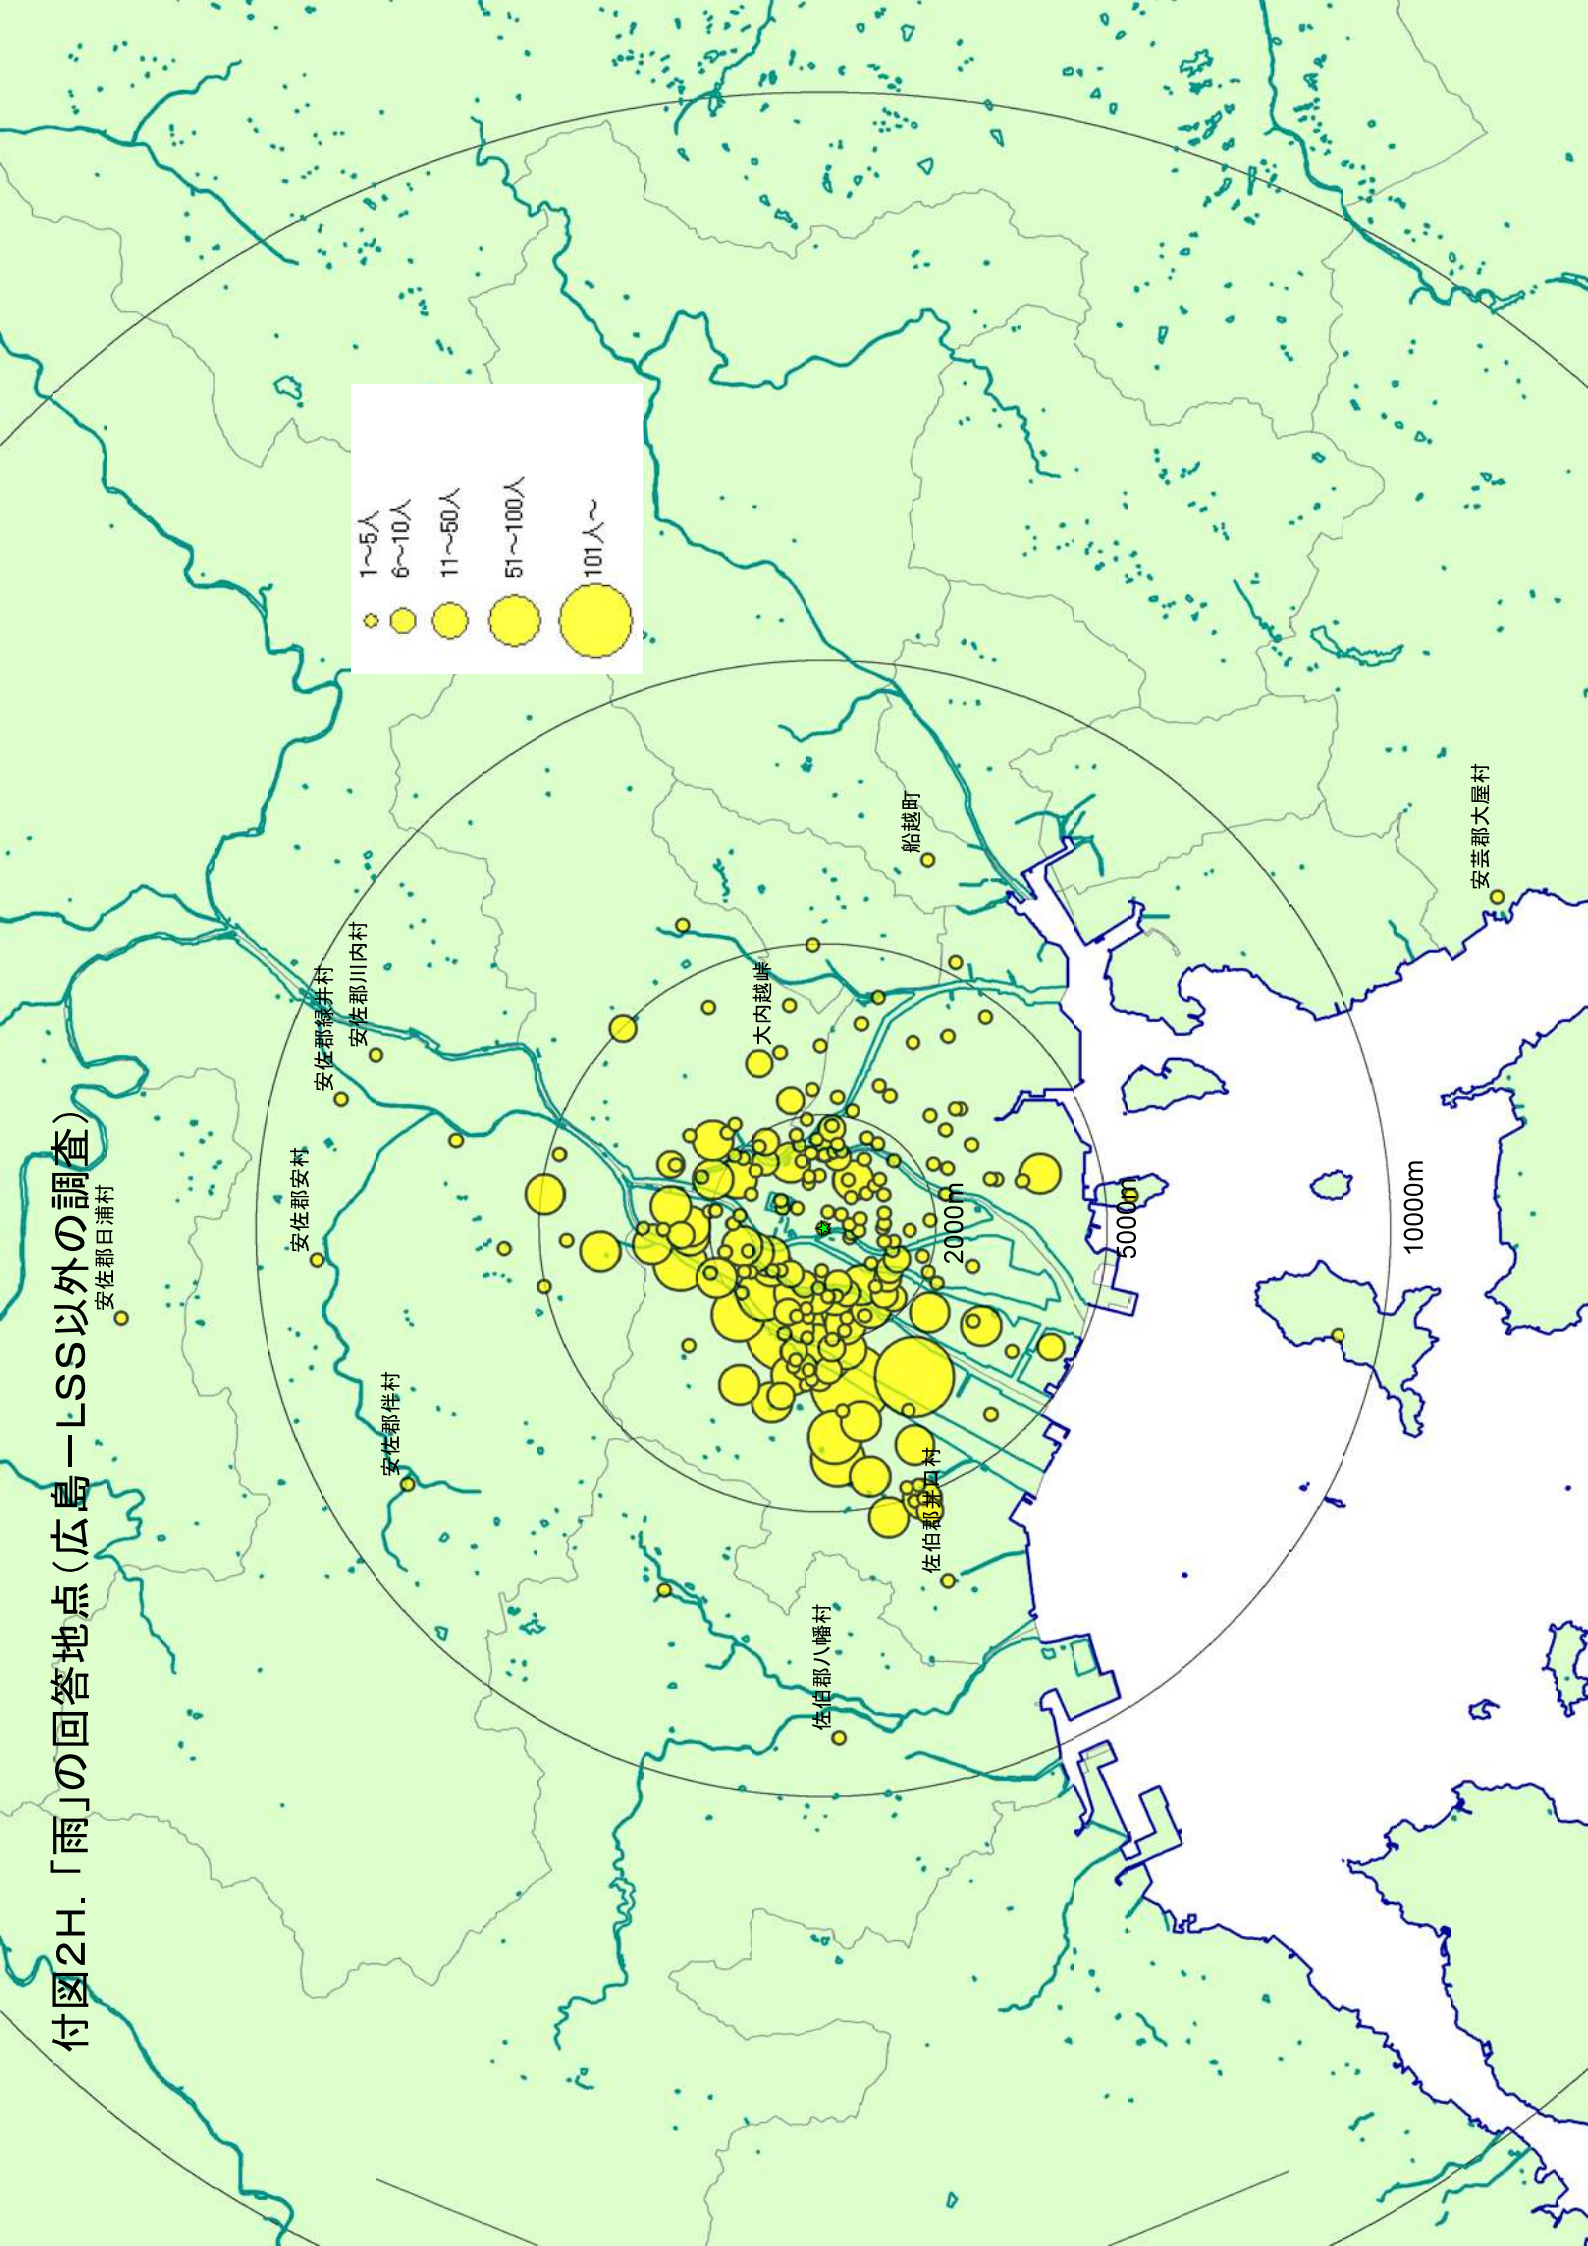 付図2H.「雨」の回答地点(広島-LSS以外の調査)
1～5人
6～10人
11～50人
51～100人
101人～
安佐郡日浦村
安佐郡安村
安佐郡緑井村
安佐郡川内村
安佐郡伴村
大内越峠
船越町
安芸郡大屋村
佐伯郡井口村
佐伯郡八幡村
2000m
5000m
10000m